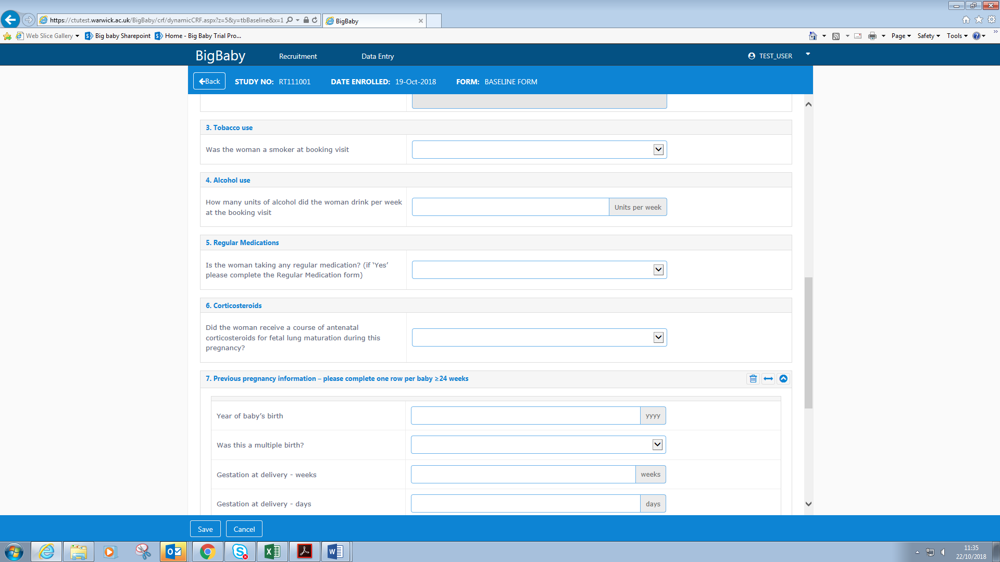 https://ctutest.warwick.ac.uk/BigBaby/crf/dynamicCRF.aspx?z=5&y=tbBaseline&x=1
BigBaby
Web Slice Gallery
Big baby Sharepoint
Home - Big Baby Trial Pro...
Page
Safety
Tools
BigBaby
Recruitment
Data Entry
TEST_USER
Back
STUDY NO: RT111001
DATE ENROLLED: 19-Oct-2018
FORM: BASELINE FORM
3. Tobacco use
Was the woman a smoker at booking visit
4. Alcohol use
How many units of alcohol did the woman drink per week
at the booking visit
Units per week
5. Regular Medications
Is the woman taking any regular medication? (if ‘Yes’
please complete the Regular Medication form)
6. Corticosteroids
Did the woman receive a course of antenatal
corticosteroids for fetal lung maturation during this
pregnancy?
7. Previous pregnancy information – please complete one row per baby ≥24 weeks
Year of baby’s birth
yyyy
Was this a multiple birth?
Gestation at delivery - weeks
weeks
Gestation at delivery - days
days
Save
Cancel
11:35
22/10/2018